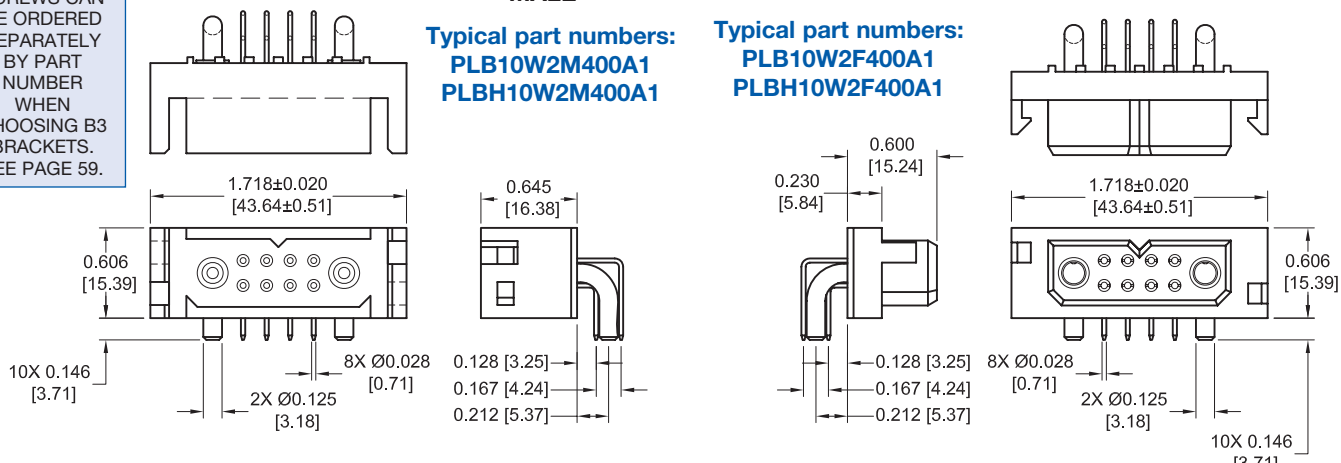 BY PART
NUMBER
WHEN
BRACKETS.
Typical part numbers:
PLB10W2M400A1
PLBH10W2M400A1
Typical part numbers:
PLB10W2F400A1
PLBH10W2F400A1
1.718±0.020
[43.64±0.51]
0.606
[15.39]
10X 0.146
[3.71]
8X Ø0.028
[0.71]
2X Ø0.125
[3.18]
0.645
[16.38]
0.128 [3.25]
0.167 [4.24]
0.212 [5.37]
0.600
[15.24]
0.230
[5.84]
0.128 [3.25]
0.167 [4.24]
0.212 [5.37]
1.718±0.020
[43.64±0.51]
0.606
[15.39]
8X Ø0.028
[0.71]
2X Ø0.125
[3.18]
10X 0.146
[3.71]
CAN
ORDERED
B3
PAGE 59.